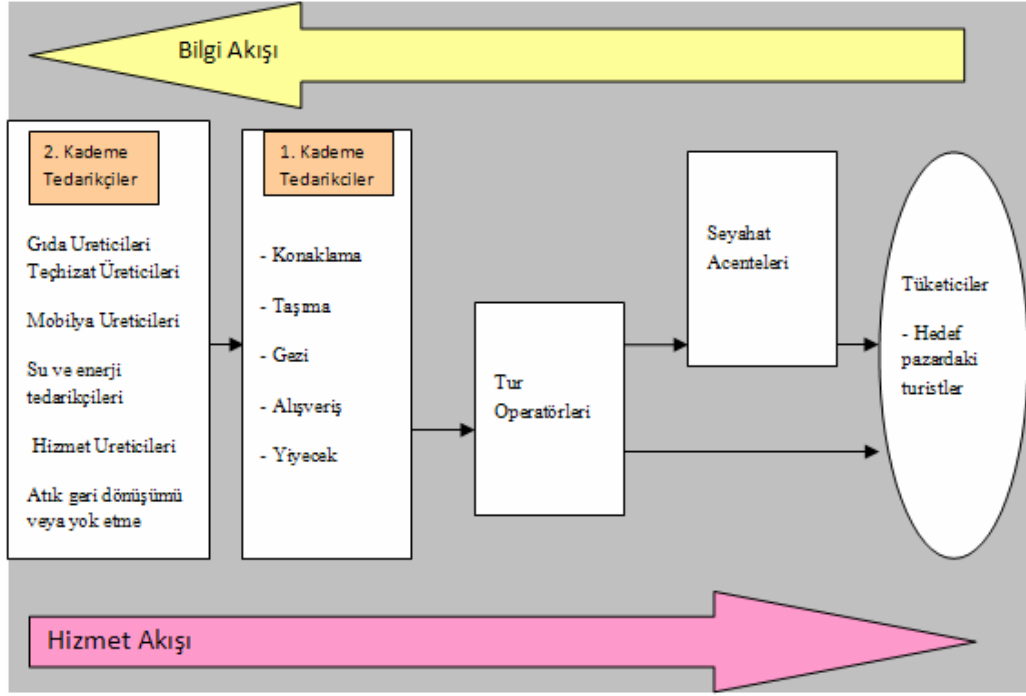 Bilgi Akışı
2. Kademe
Tedarikçiler
Gıda Ureticileri
Teçhizat Üreticileri
Mobilya Ureticileri
Su ve enerji
tedarikçileri
Hizmet Ureticileri
Atık geri dönüşümü
veya yok etme
1. Kademe
Tedarikciler
- Konaklama
- Taşıma
- Gezi
- Alışveriş
- Yiyecek
Tur
Operatörleri
Seyahat
Acenteleri
Tüketiciler
- Hedef
pazardaki
turistler
Hizmet Akışı